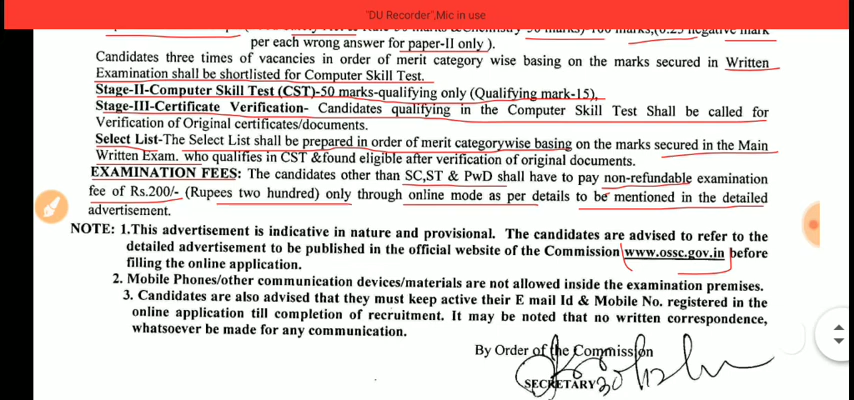 "DU Recorder",Mic in use
marks,(0.25 negative mark
per each wrong answer for paper-II only ).
Candidates three times of vacancies in order of merit category wise basing on the marks secured in Written
Examination shall be shortlisted for Computer Skill Test.
Stage-II-Computer Skill Test (CST)-50 marks-qualifying only (Qualifying mark-15),
Stage-III-Certificate Verification- Candidates qualifying in the Computer Skill Test Shall be called for
Verification of Original certificates/documents.
Select List-The Select List shall be prepared in order of merit categorywise basing on the marks secured in the Main
Written Exam. who qualifies in CST &found eligible after verification of original documents.
EXAMINATION FEES: The candidates other than SC,ST & PwD shall have to pay non-refundable examination
fee of Rs.200/- (Rupees two hundred) only through online mode as per details to be mentioned in the detailed
advertisement.
NOTE: 1.This advertisement is indicative in nature and provisional. The candidates are advised to refer to the
detailed advertisement to be published in the official website of the Commission www.ossc.gov.in before
filling the online application.
2. Mobile Phones/other communication devices/materials are not allowed inside the examination premises.
3. Candidates are also advised that they must keep active their E mail Id & Mobile No. registered in the
online application till completion of recruitment. It may be noted that no written correspondence,
whatsoever be made for any communication.
By Order of the Commission
SECRETARY